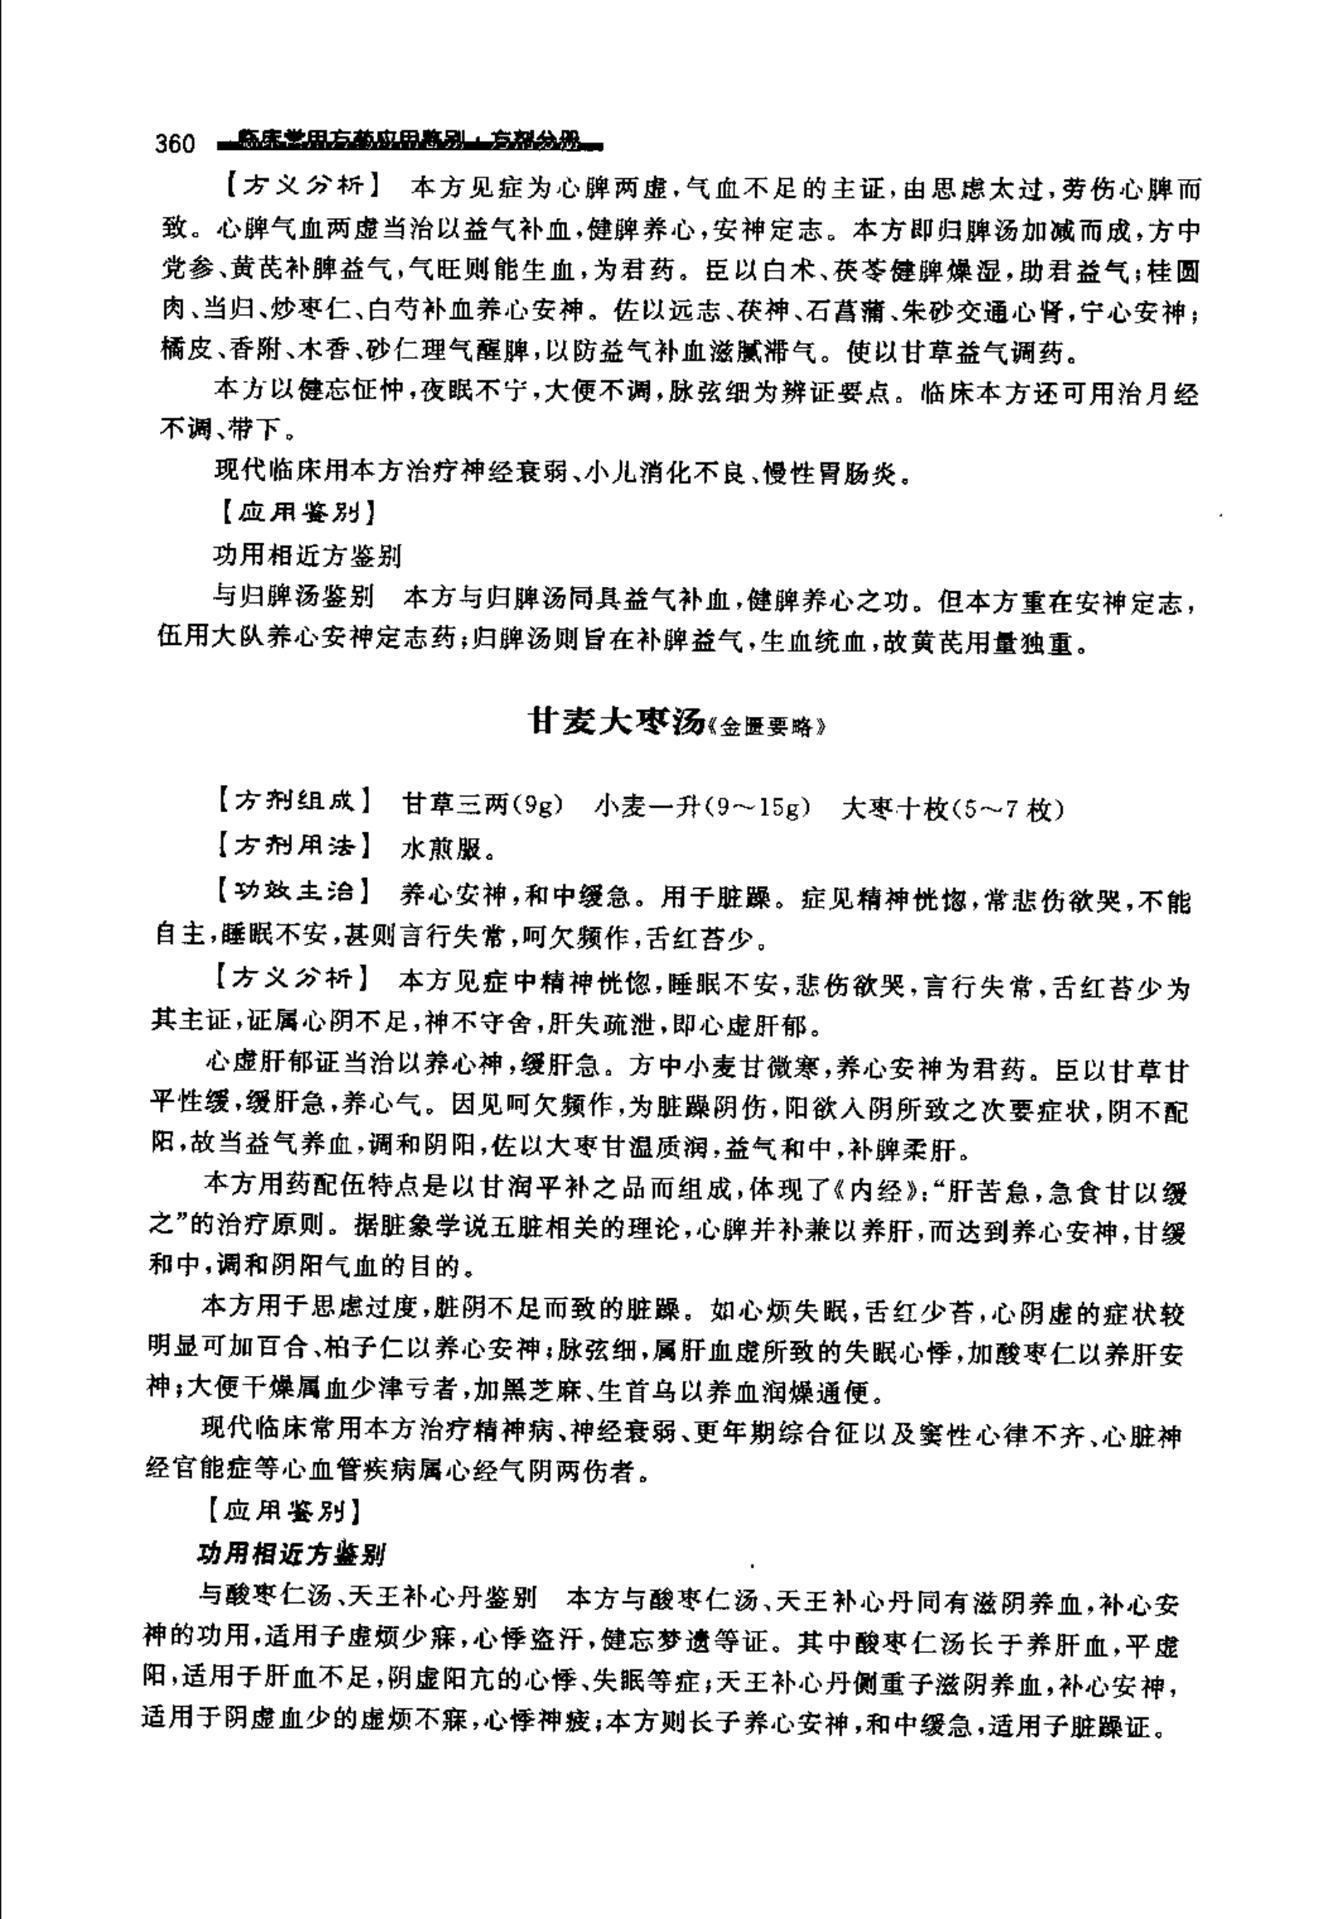 360 临床常用方药应用鉴别·方剂分册
【方义分析】 本方见症为心脾两虚,气血不足的主证,由思虑太过,劳伤心脾而
致。心脾气血两虚当治以益气补血,健脾养心,安神定志。本方即归脾汤加减而成,方中
党参、黄芪补脾益气,气旺则能生血,为君药。臣以白术、茯苓健脾燥湿,助君益气;桂圆
肉、当归、炒枣仁、白芍补血养心安神。佐以远志、茯神、石菖蒲、朱砂交通心肾,宁心安神;
橘皮、香附、木香、砂仁理气醒脾,以防益气补血滋腻滞气。使以甘草益气调药。
本方以健忘怔忡,夜眠不宁,大便不调,脉弦细为辨证要点。临床本方还可用治月经
不调、带下。
现代临床用本方治疗神经衰弱、小儿消化不良、慢性胃肠炎。
【应用鉴别】
功用相近方鉴别
与归脾汤鉴别 本方与归脾汤同具益气补血,健脾养心之功。但本方重在安神定志,
伍用大队养心安神定志药;归脾汤则旨在补脾益气,生血统血,故黄芪用量独重。
甘麦大枣汤《金匮要略》
【方剂组成】 甘草三两(9g) 小麦一升(9～15g) 大枣十枚(5～7枚)
【方剂用法】 水煎服。
【功效主治】 养心安神,和中缓急。用于脏躁。症见精神恍惚,常悲伤欲哭,不能
自主,睡眠不安,甚则言行失常,呵欠频作,舌红苔少。
【方义分析】 本方见症中精神恍惚,睡眠不安,悲伤欲哭,言行失常,舌红苔少为
其主证,证属心阴不足,神不守舍,肝失疏泄,即心虚肝郁。
心虚肝郁证当治以养心神,缓肝急。方中小麦甘微寒,养心安神为君药。臣以甘草甘
平性缓,缓肝急,养心气。因见呵欠频作,为脏躁阴伤,阳欲入阴所致之次要症状,阴不配
阳,故当益气养血,调和阴阳,佐以大枣甘温质润,益气和中,补脾柔肝。
本方用药配伍特点是以甘润平补之品而组成,体现了《内经》:“肝苦急,急食甘以缓
之”的治疗原则。据脏象学说五脏相关的理论,心脾并补兼以养肝,而达到养心安神,甘缓
和中,调和阴阳气血的目的。
本方用于思虑过度,脏阴不足而致的脏躁。如心烦失眠,舌红少苔,心阴虚的症状较
明显可加百合、柏子仁以养心安神;脉弦细,属肝血虚所致的失眠心悸,加酸枣仁以养肝安
神;大便干燥属血少津亏者,加黑芝麻、生首乌以养血润燥通便。
现代临床常用本方治疗精神病、神经衰弱、更年期综合征以及窦性心律不齐、心脏神
经官能症等心血管疾病属心经气阴两伤者。
【应用鉴别】
功用相近方鉴别
与酸枣仁汤、天王补心丹鉴别 本方与酸枣仁汤、天王补心丹同有滋阴养血,补心安
神的功用,适用子虚烦少寐,心悸盗汗,健忘梦遗等证。其中酸枣仁汤长于养肝血,平虚
阳,适用于肝血不足,阴虚阳亢的心悸、失眠等症;天王补心丹侧重子滋阴养血,补心安神,
适用于阴虚血少的虚烦不寐,心悸神疲;本方则长子养心安神,和中缓急,适用子脏躁证。